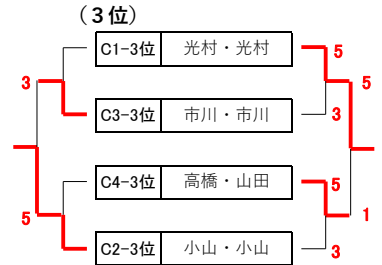 （３位）
C1-3位 光村・光村 5
3 5
C3-3位 市川・市川 3
C4-3位 高橋・山田 5
5 1
C2-3位 小山・小山 3